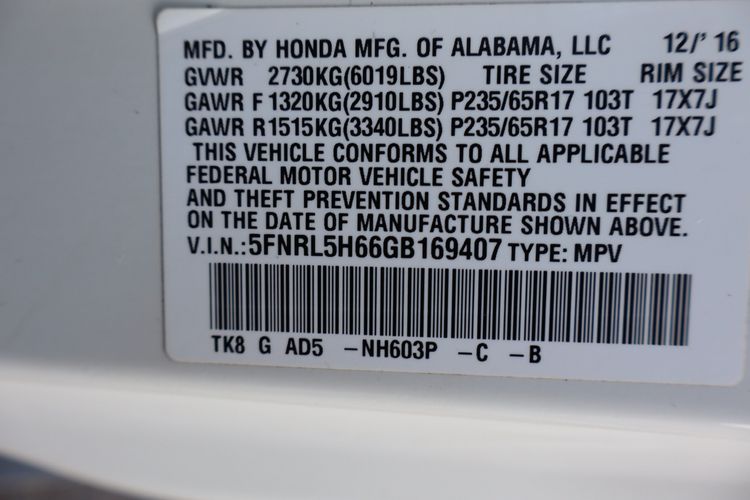 MFD. BY HONDA MFG. OF ALABAMA, LLC 12/' 16
GVWR 2730KG(6019LBS) TIRE SIZE RIM SIZE
GAWR F 1320KG(2910LBS) P235/65R17 103T 17X7J
GAWR R1515KG(3340LBS) P235/65R17 103T 17X7J
THIS VEHICLE CONFORMS TO ALL APPLICABLE
FEDERAL MOTOR VEHICLE SAFETY
AND THEFT PREVENTION STANDARDS IN EFFECT
ON THE DATE OF MANUFACTURE SHOWN ABOVE.
V.I.N.:5FNRL5H66GB169407 TYPE: MPV
TK8 G AD5 -NH603P -C -B